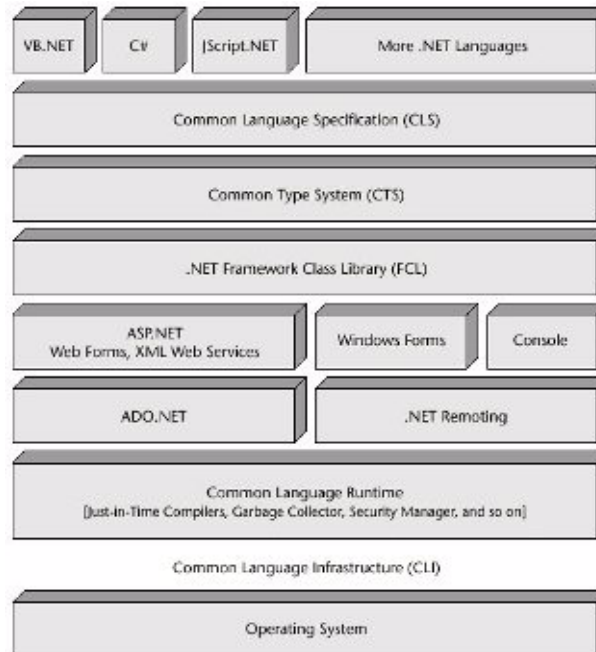 VB.NET
C#
JScript.NET
More .NET Languages
Common Language Specification (CLS)
Common Type System (CTS)
.NET Framework Class Library (FCL)
ASP.NET
Web Forms, XML Web Services
Windows Forms
Console
ADO.NET
.NET Remoting
Common Language Runtime
[Just-in-Time Compilers, Garbage Collector, Security Manager, and so on]
Common Language Infrastructure (CLI)
Operating System